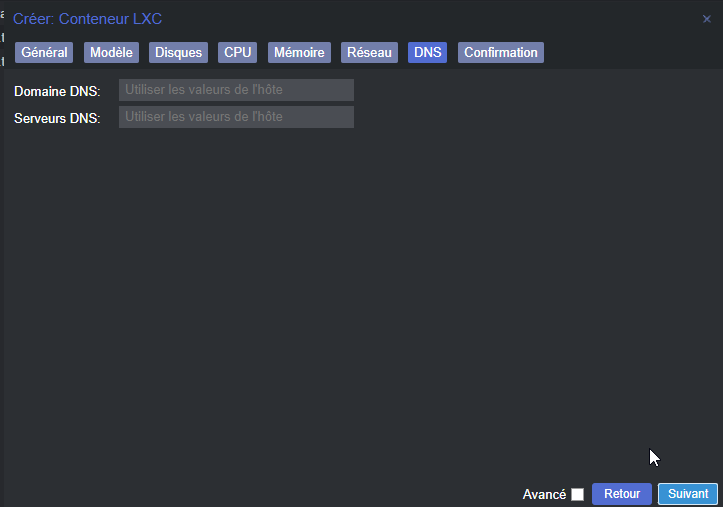 Créer: Conteneur LXC
Général Modèle Disques CPU Mémoire Réseau DNS Confirmation
Domaine DNS: Utiliser les valeurs de l'hôte
Serveurs DNS: Utiliser les valeurs de l'hôte
Avancé Retour Suivant